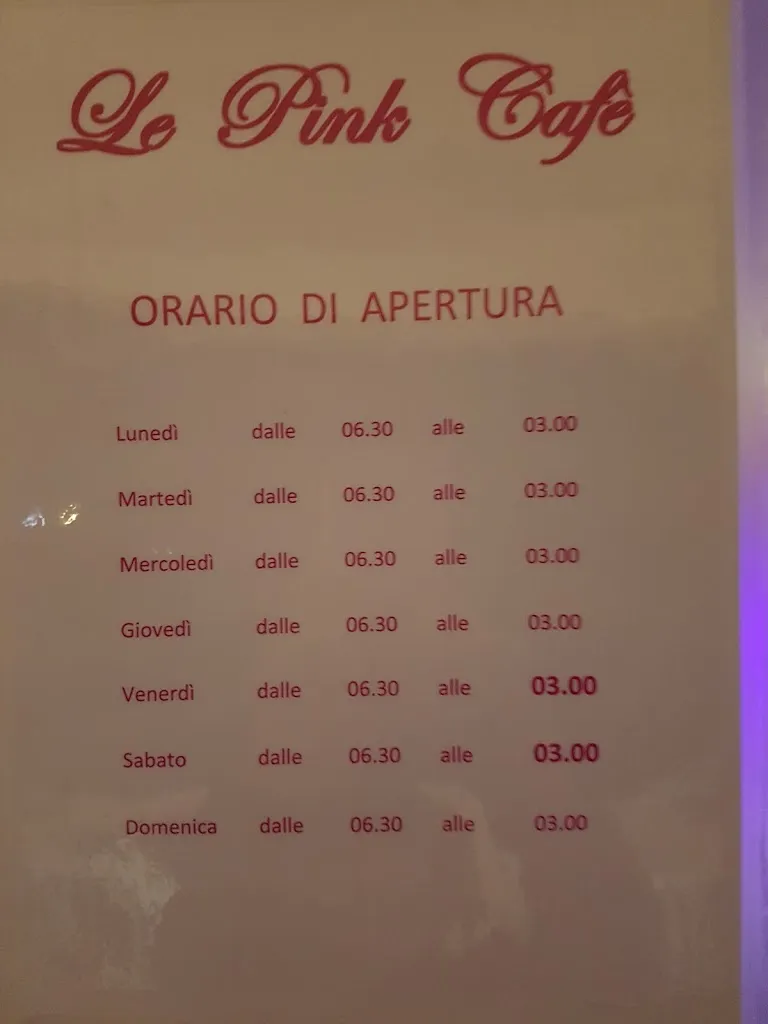 Le Pink Cafê
ORARIO DI APERTURA
Lunedì dalle 06.30 alle 03.00
Martedì dalle 06.30 alle 03.00
Mercoledì dalle 06.30 alle 03.00
Giovedì dalle 06.30 alle 03.00
Venerdì dalle 06.30 alle 03.00
Sabato dalle 06.30 alle 03.00
Domenica dalle 06.30 alle 03.00